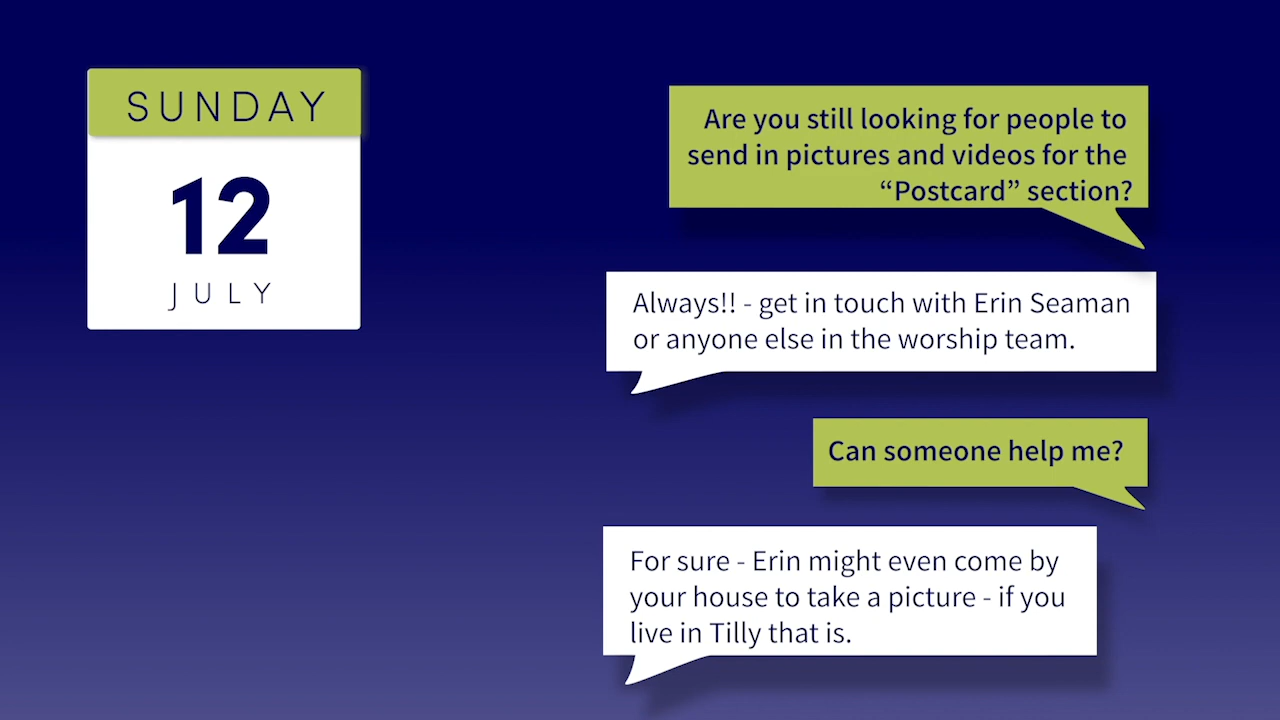 SUNDAY
12
JULY
Are you still looking for people to
send in pictures and videos for the
“Postcard” section?
Always!! - get in touch with Erin Seaman
or anyone else in the worship team.
Can someone help me?
For sure - Erin might even come by
your house to take a picture - if you
live in Tilly that is.